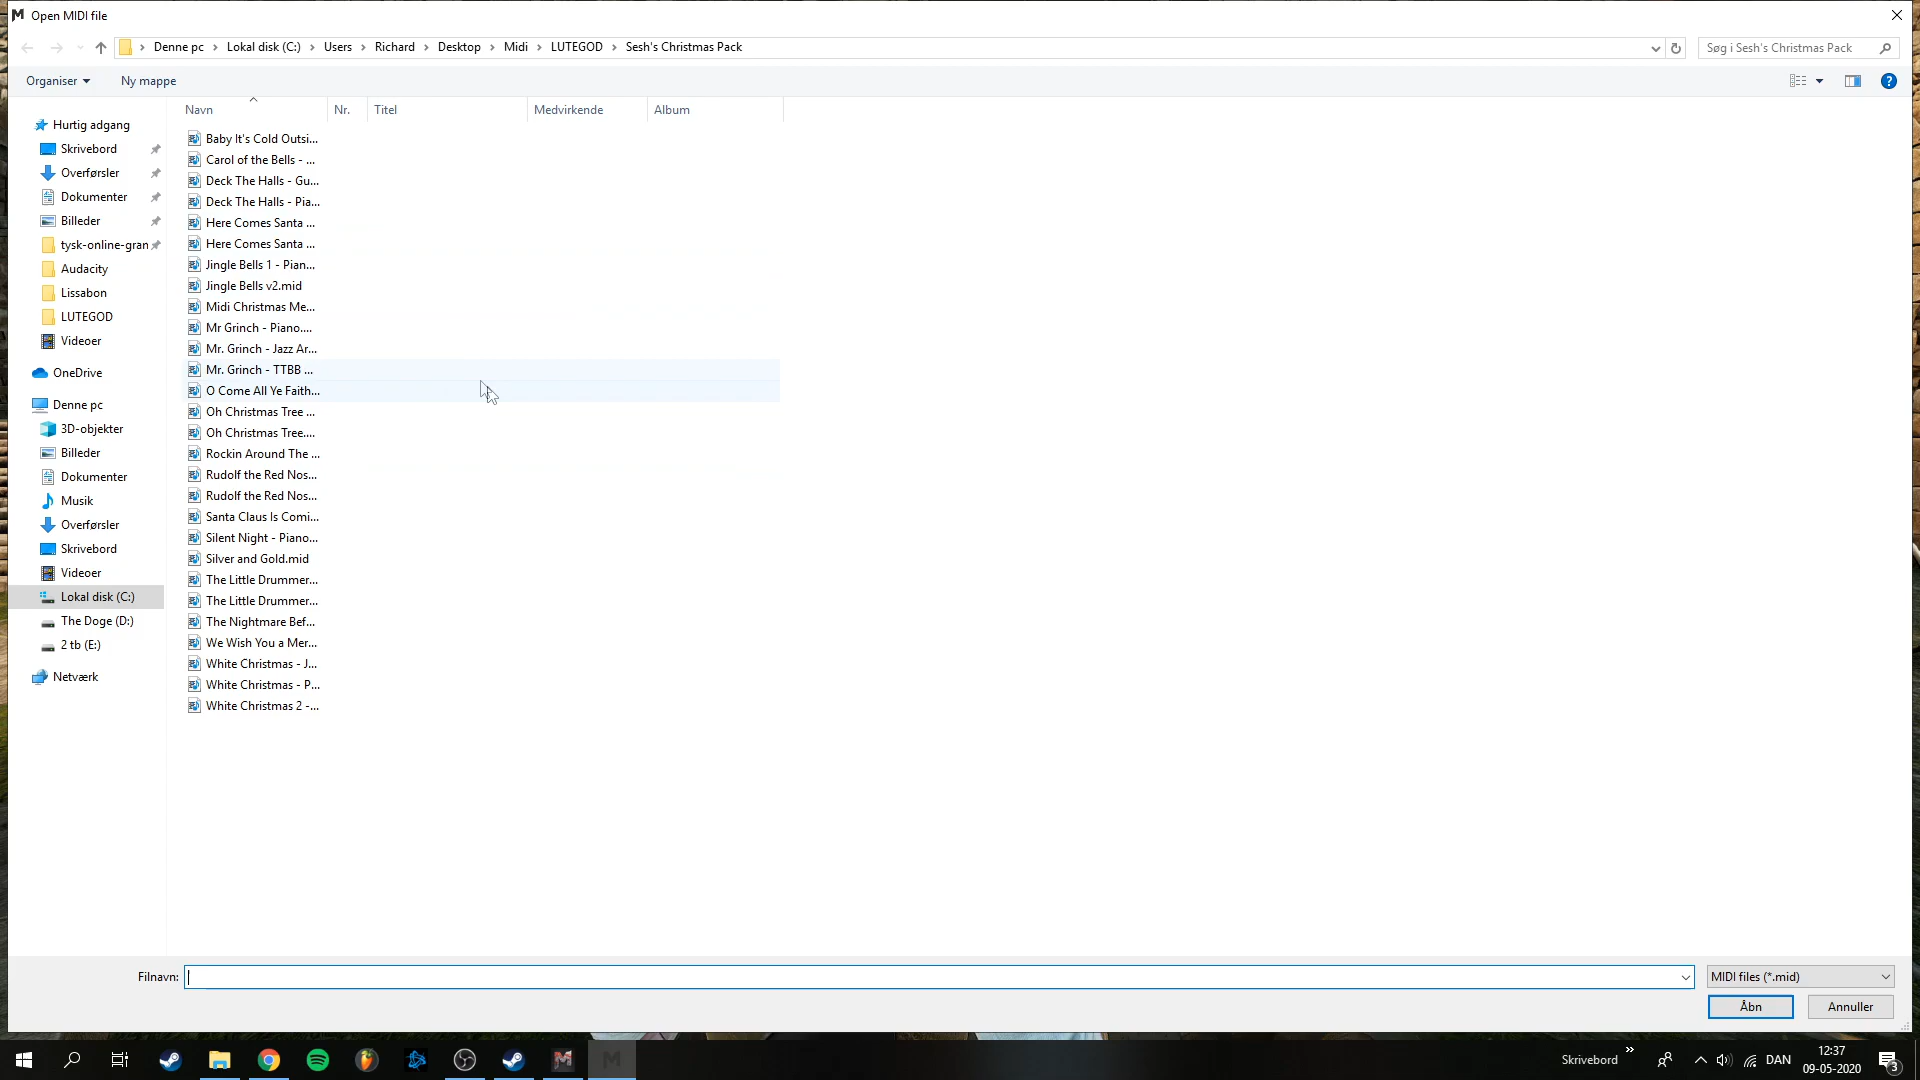 Open MIDI file
Denne pc > Lokal disk (C:) > Users > Richard > Desktop > Midi > LUTEGOD > Sesh's Christmas Pack
Søg i Sesh's Christmas Pack
Organiser Ny mappe
Navn Nr. Titel Medvirkende Album
Hurtig adgang
Skrivebord
Overførsler
Dokumenter
Billeder
tysk-online-gran
Audacity
Lissabon
LUTEGOD
Videoer
OneDrive
Denne pc
3D-objekter
Billeder
Dokumenter
Musik
Overførsler
Skrivebord
Videoer
Lokal disk (C:)
The Doge (D:)
2 tb (E:)
Netværk
Baby It's Cold Outsi...
Carol of the Bells - ...
Deck The Halls - Gu...
Deck The Halls - Pia...
Here Comes Santa ...
Here Comes Santa ...
Jingle Bells 1 - Pian...
Jingle Bells v2.mid
Midi Christmas Me...
Mr Grinch - Piano....
Mr. Grinch - Jazz Ar...
Mr. Grinch - TTBB ...
O Come All Ye Faith...
Oh Christmas Tree ...
Oh Christmas Tree....
Rockin Around The ...
Rudolf the Red Nos...
Rudolf the Red Nos...
Santa Claus Is Comi...
Silent Night - Piano...
Silver and Gold.mid
The Little Drummer...
The Little Drummer...
The Nightmare Bef...
We Wish You a Mer...
White Christmas - J...
White Christmas - P...
White Christmas 2 -...
Filnavn:
MIDI files (*.mid)
Åbn Annuller
Skrivebord
DAN
12:37
09-05-2020
3